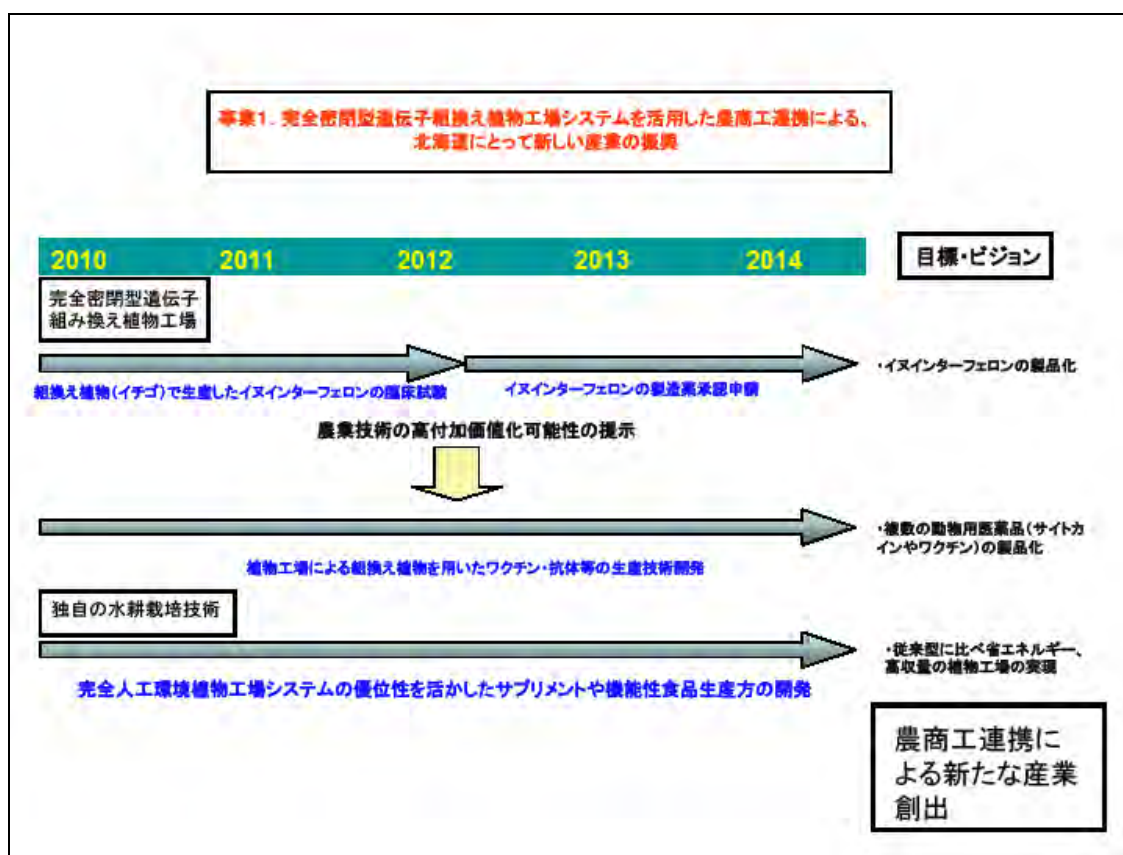 事業1. 完全密閉型遺伝子組換え植物工場システムを活用した農商工連携による、
北海道にとって新しい産業の振興
2010 2011 2012 2013 2014
目標・ビジョン
完全密閉型遺伝子
組み換え植物工場
組換え植物(イチゴ)で生産したイヌインターフェロンの臨床試験
イヌインターフェロンの製造薬承認申請
・イヌインターフェロンの製品化
農業技術の高付加価値化可能性の提示
・複数の動物用医薬品(サイトカ
インやワクチン)の製品化
植物工場による組換え植物を用いたワクチン・抗体等の生産技術開発
独自の水耕栽培技術
・従来型に比べ省エネルギー、
高収量の植物工場の実現
完全人工環境植物工場システムの優位性を活かしたサプリメントや機能性食品生産方の開発
農商工連携に
よる新たな産業
創出